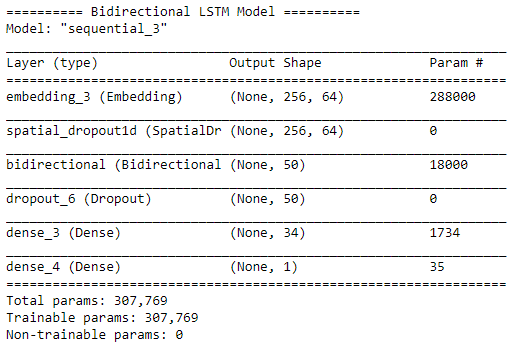 ========== Bidirectional LSTM Model ==========
Model: "sequential_3"
_________________________________________________________________
Layer (type)                 Output Shape              Param #
=================================================================
embedding_3 (Embedding)      (None, 256, 64)           288000
_________________________________________________________________
spatial_dropout1d (SpatialDr (None, 256, 64)           0
_________________________________________________________________
bidirectional (Bidirectional (None, 50)                18000
_________________________________________________________________
dropout_6 (Dropout)          (None, 50)                0
_________________________________________________________________
dense_3 (Dense)              (None, 34)                1734
_________________________________________________________________
dense_4 (Dense)              (None, 1)                 35
=================================================================
Total params: 307,769
Trainable params: 307,769
Non-trainable params: 0